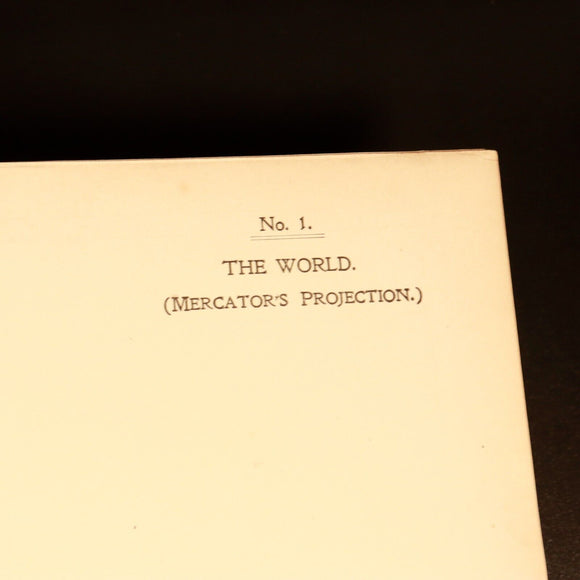 No. 1.
THE WORLD.
(MERCATOR'S PROJECTION.)